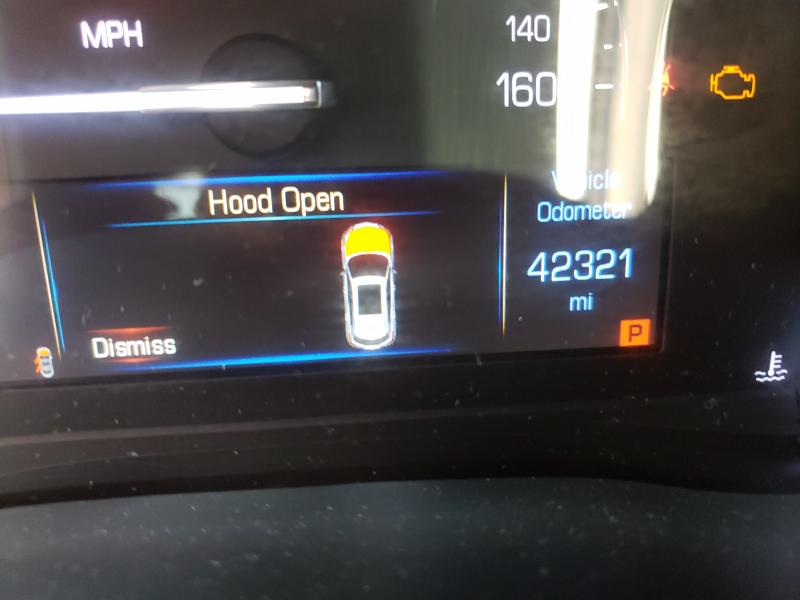 MPH
140
160
Hood Open
Odometer
42321
mi
Dismiss
P